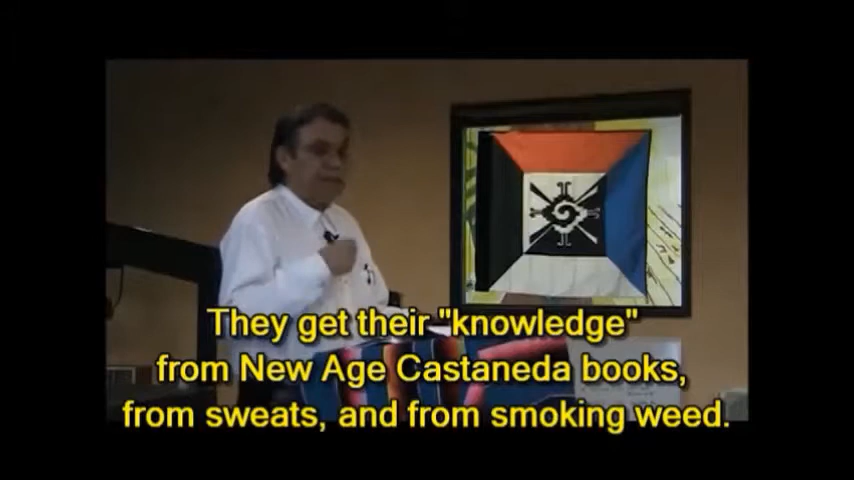 They get their "knowledge"
from New Age Castaneda books,
from sweats, and from smoking weed.